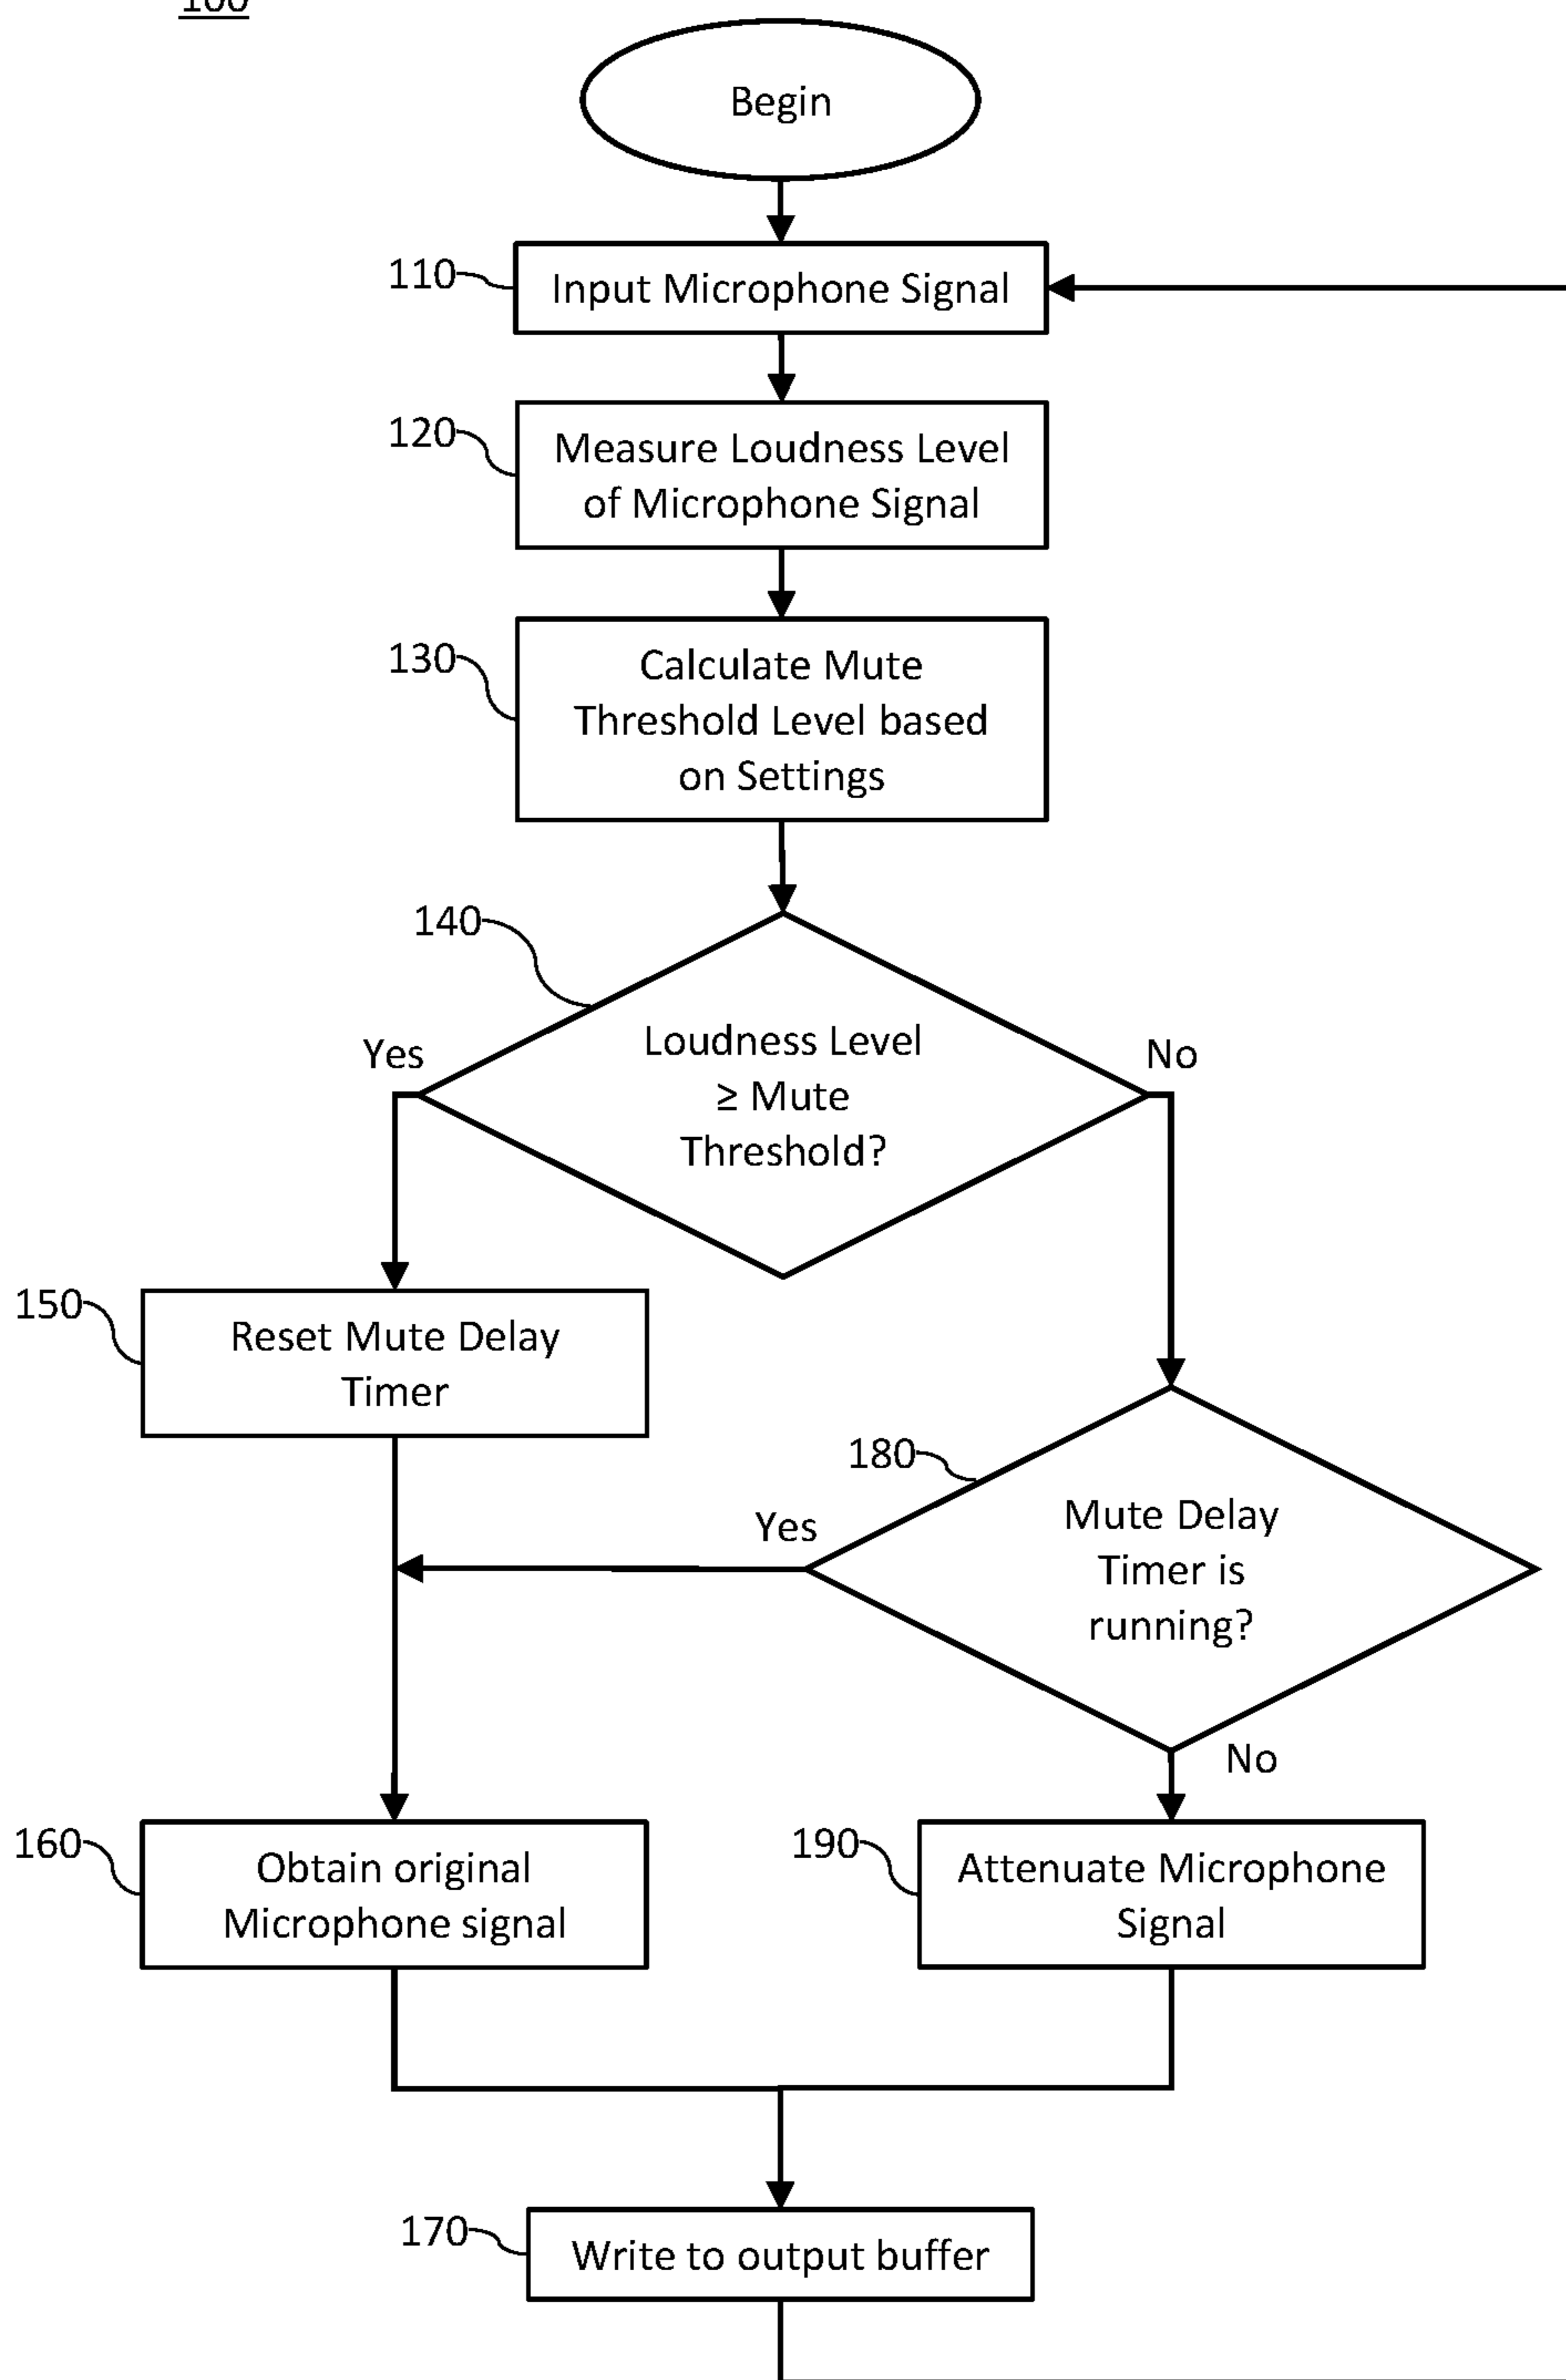 100
Begin
110
Input Microphone Signal
120
Measure Loudness Level
of Microphone Signal
130
Calculate Mute
Threshold Level based
on Settings
140
Yes
Loudness Level
≥ Mute
Threshold?
No
150
Reset Mute Delay
Timer
180
Yes
Mute Delay
Timer is
running?
No
160
Obtain original
Microphone signal
190
Attenuate Microphone
Signal
170
Write to output buffer